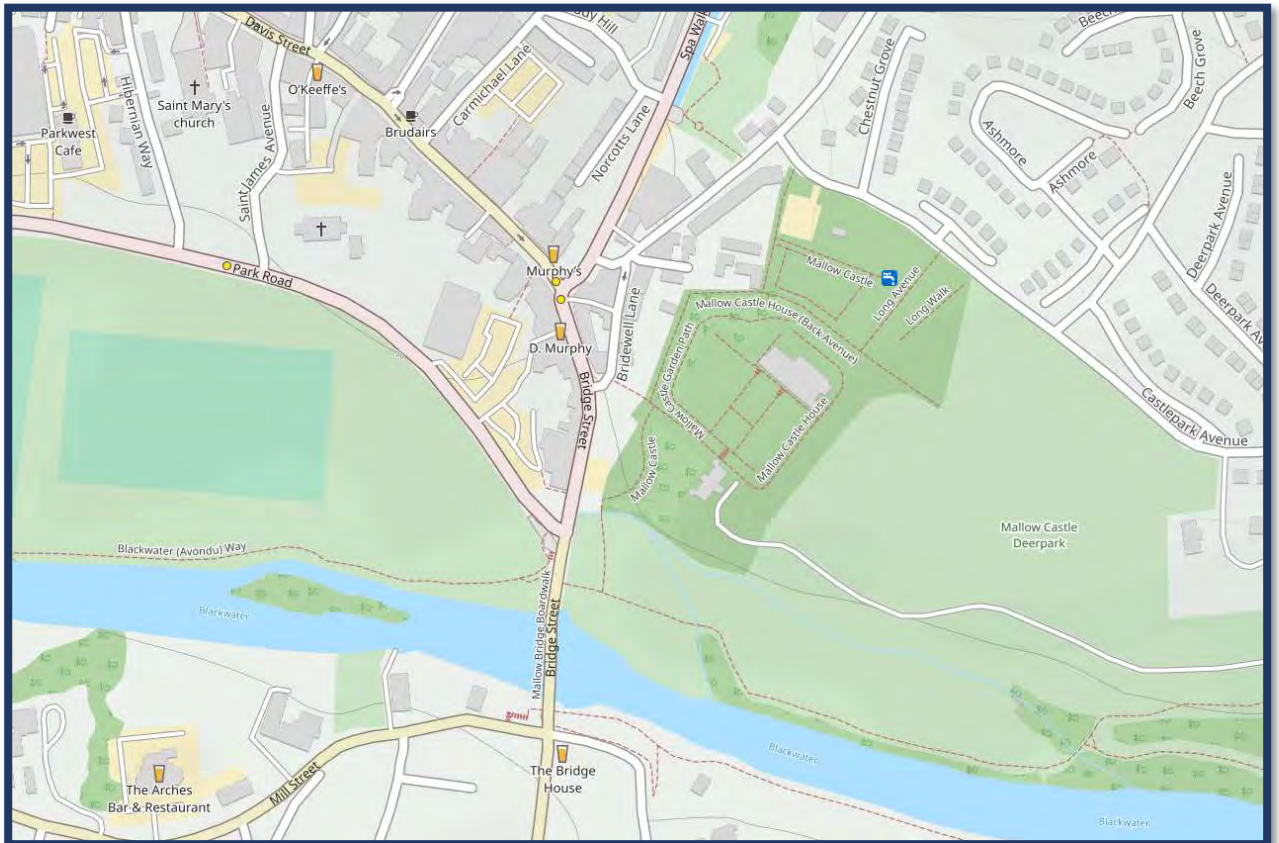 Davis Street
O'Keeffe's
Hibernian Way
Saint Mary's
church
Parkwest
Cafe
Saint James Avenue
Brudairs
Carmichael Lane
Hill
Spa Walk
Norcotts Lane
Chestnut Grove
Beech
Beech Grove
Ashmore
Ashmore
Deerpark Avenue
Deerpark
Park Road
Murphy's
D. Murphy
Bridewell Lane
Bridge Street
Mallow Castle
Long Avenue
Long Walk
Mallow Castle House (Back Avenue)
Mallow Castle Garden Path
Mallow
Mallow Castle House
Mallow Castle
Castlepark Avenue
Mallow Castle
Deerpark
Blackwater (Avondu) Way
Blackwater
Mallow Bridge Boardwalk
Bridge Street
Mill Street
The Arches
Bar & Restaurant
The Bridge
House
Blackwater
Blackwater